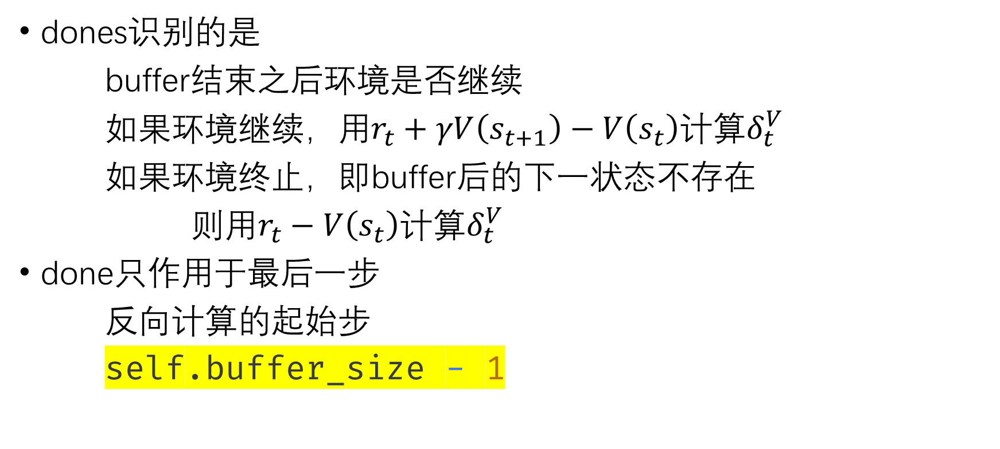 • dones识别的是
buffer结束之后环境是否继续
如果环境继续，用$r_t + \gamma V(s_{t+1}) - V(s_t)$计算$\delta_t^V$
如果环境终止，即buffer后的下一状态不存在
则用$r_t - V(s_t)$计算$\delta_t^V$
• done只作用于最后一步
反向计算的起始步
self.buffer_size - 1